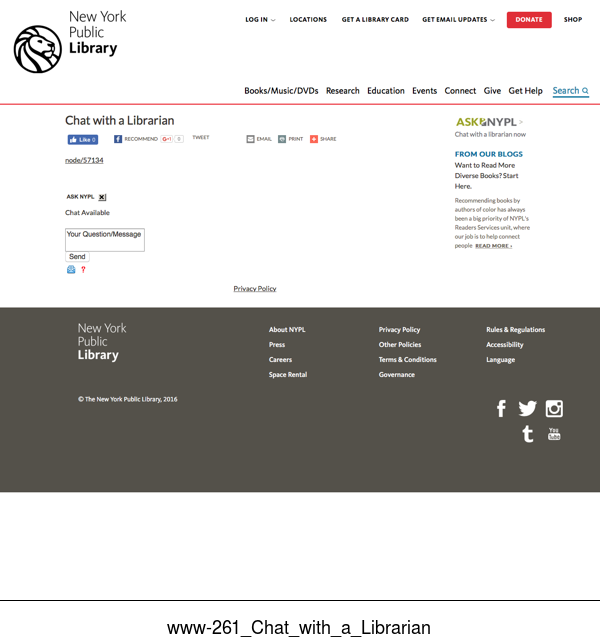 New York
Public
Library
LOG IN
LOCATIONS
GET A LIBRARY CARD
GET EMAIL UPDATES
DONATE
SHOP
Books/Music/DVDs Research Education Events Connect Give Get Help Search
Chat with a Librarian
Like 0
RECOMMEND
G+1 0
TWEET
EMAIL
PRINT
SHARE
node/57134
ASK NYPL
Chat Available
Your Question/Message
Send
?
Privacy Policy
ASK NYPL >
Chat with a librarian now
FROM OUR BLOGS
Want to Read More
Diverse Books? Start
Here.
Recommending books by
authors of color has always
been a big priority of NYPL's
Readers Services unit, where
our job is to help connect
people READ MORE ›
New York
Public
Library
About NYPL
Press
Careers
Space Rental
Privacy Policy
Other Policies
Terms & Conditions
Governance
Rules & Regulations
Accessibility
Language
© The New York Public Library, 2016
You
Tube
www-261_Chat_with_a_Librarian